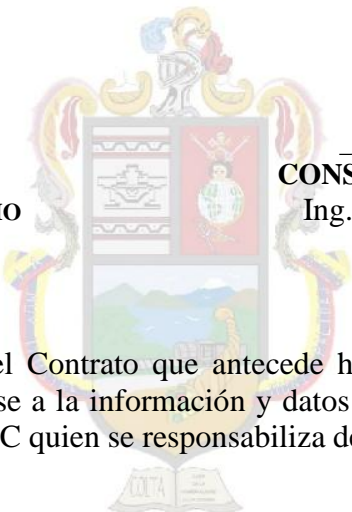 CONS
IO Ing.
el Contrato que antecede h
se a la información y datos
C quien se responsabiliza de
COLTA